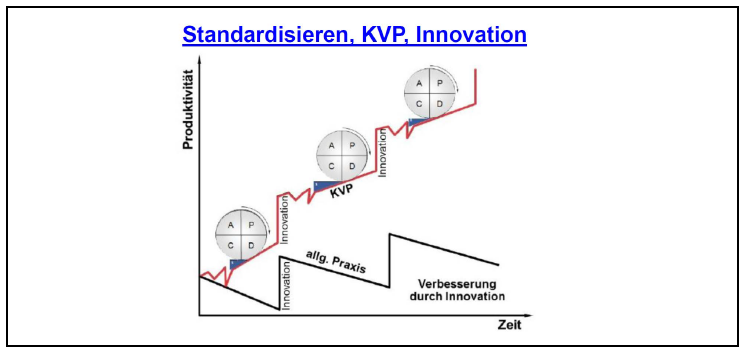 Standardisieren, KVP, Innovation
Produktivität
A P
C D
Innovation
A P
C D
KVP
Innovation
A P
C D
Innovation
allg. Praxis
Verbesserung
durch Innovation
Zeit